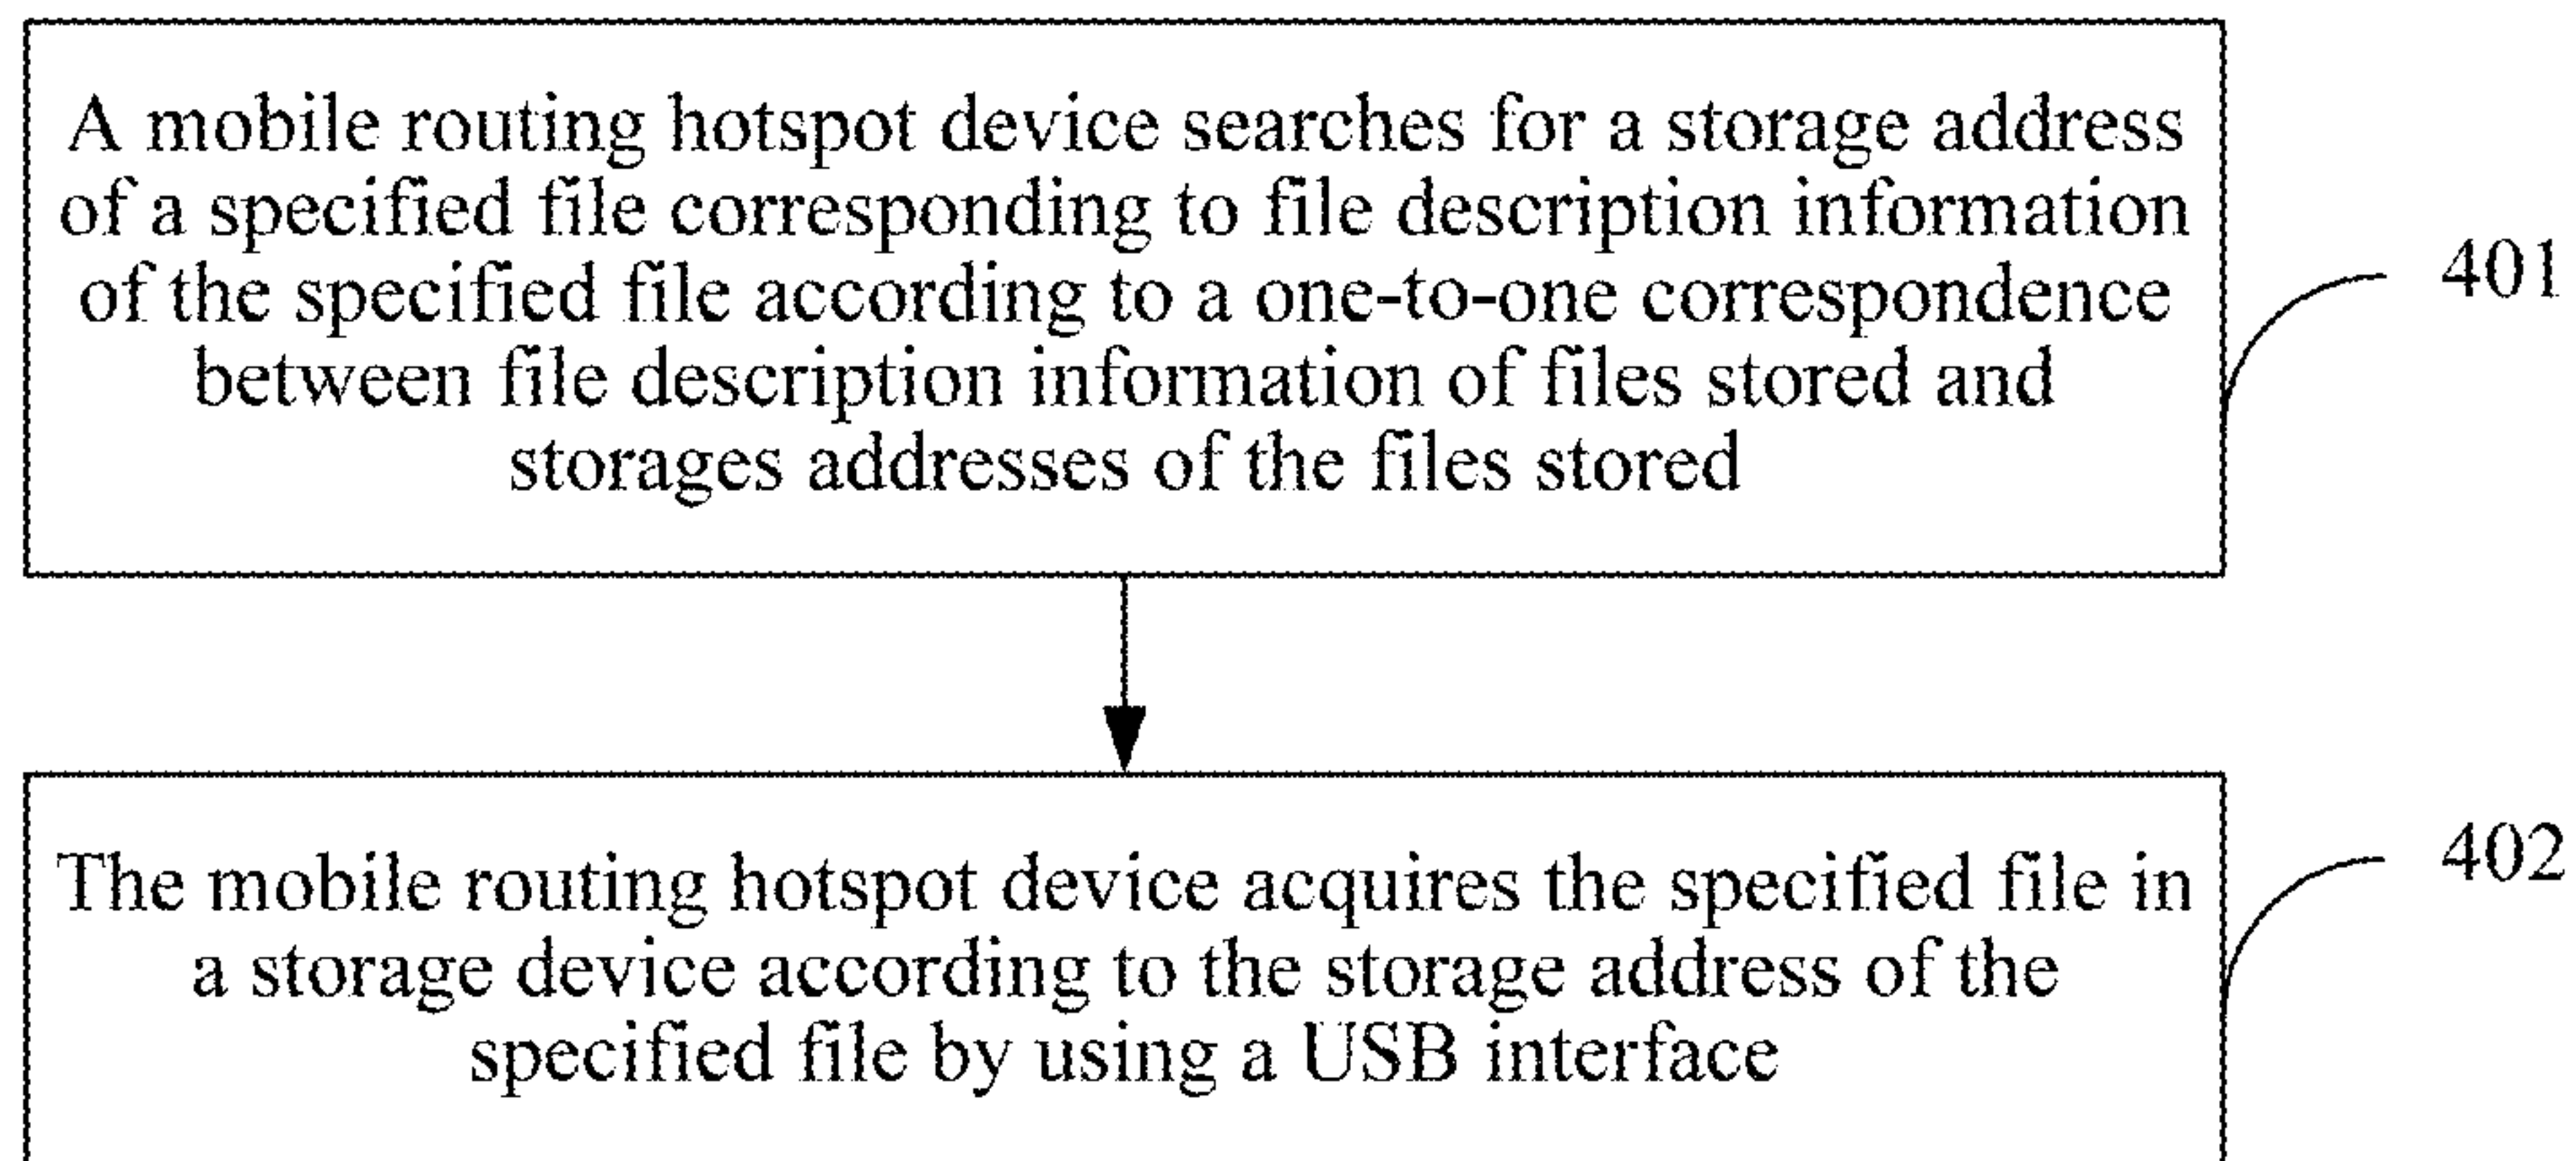 A mobile routing hotspot device searches for a storage address
of a specified file corresponding to file description information
of the specified file according to a one-to-one correspondence
between file description information of files stored and
storages addresses of the files stored
401
The mobile routing hotspot device acquires the specified file in
a storage device according to the storage address of the
specified file by using a USB interface
402